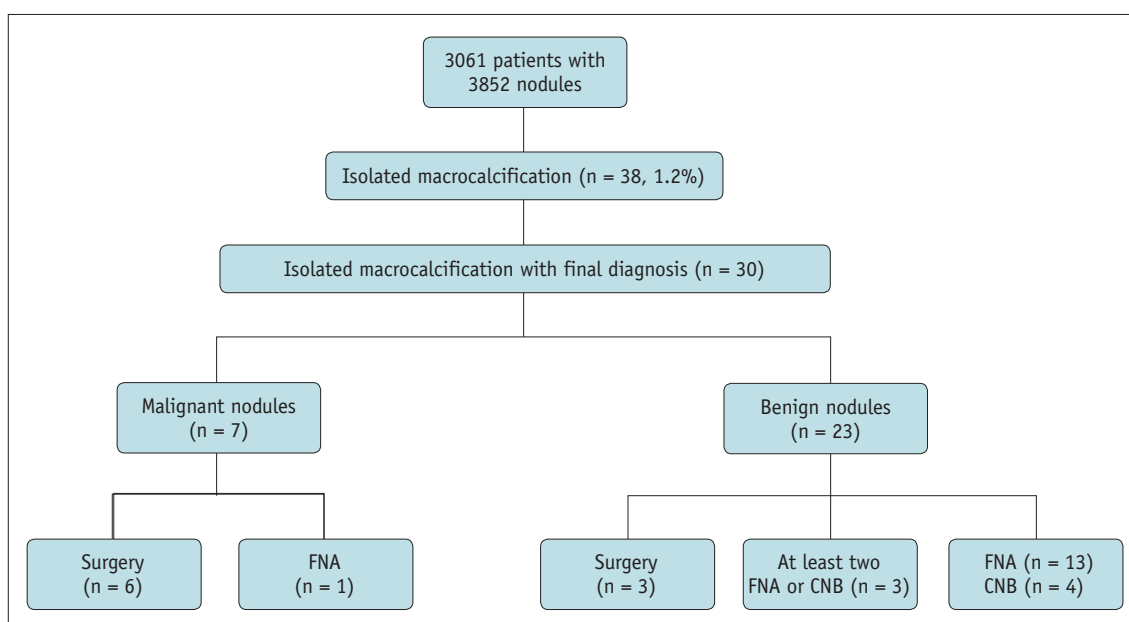 3061 patients with
3852 nodules
Isolated macrocalcification (n = 38, 1.2%)
Isolated macrocalcification with final diagnosis (n = 30)
Malignant nodules
(n = 7)
Benign nodules
(n = 23)
Surgery
(n = 6)
FNA
(n = 1)
Surgery
(n = 3)
At least two
FNA or CNB (n = 3)
FNA (n = 13)
CNB (n = 4)